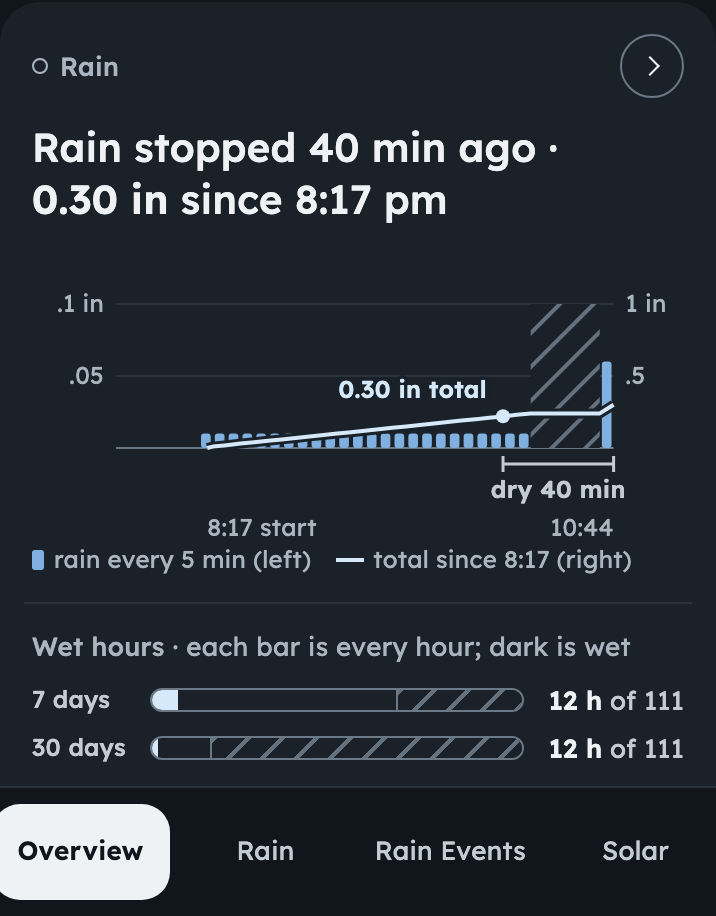 Rain
Rain stopped 40 min ago ·
0.30 in since 8:17 pm
.1 in
1 in
.05
.5
0.30 in total
dry 40 min
8:17 start
10:44
rain every 5 min (left)
total since 8:17 (right)
Wet hours · each bar is every hour; dark is wet
7 days
12 h of 111
30 days
12 h of 111
Overview
Rain
Rain Events
Solar